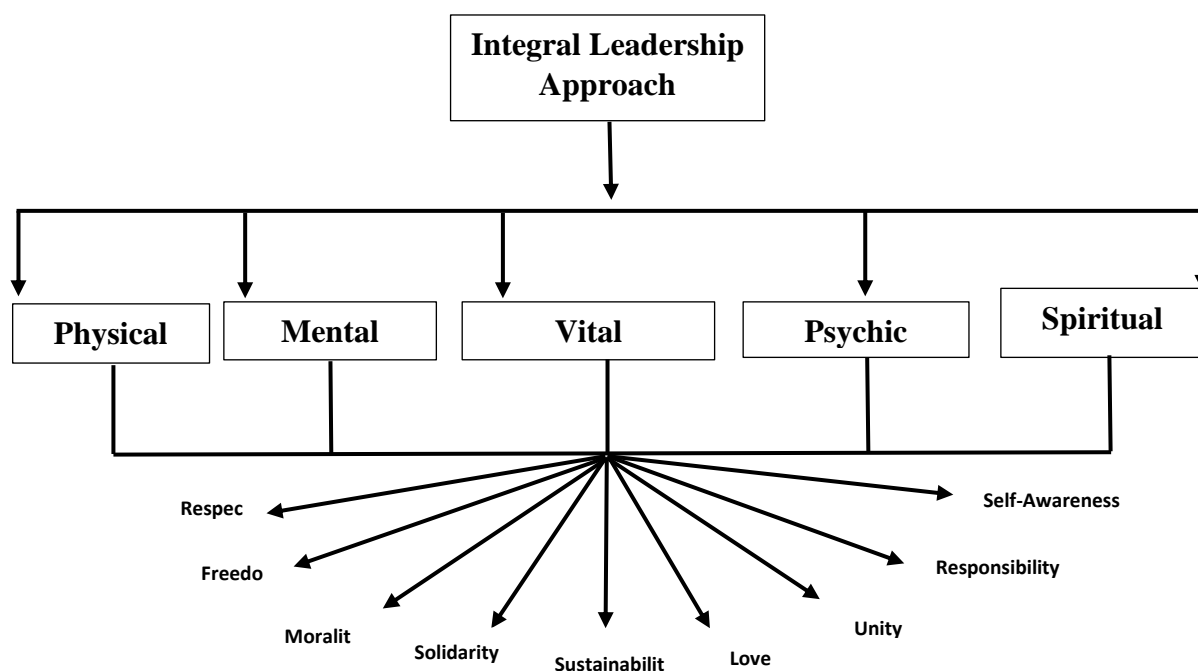 Integral Leadership
Approach
Physical
Mental
Vital
Psychic
Spiritual
Respec
Self-Awareness
Freedo
Responsibility
Moralit
Solidarity
Sustainabilit
Love
Unity